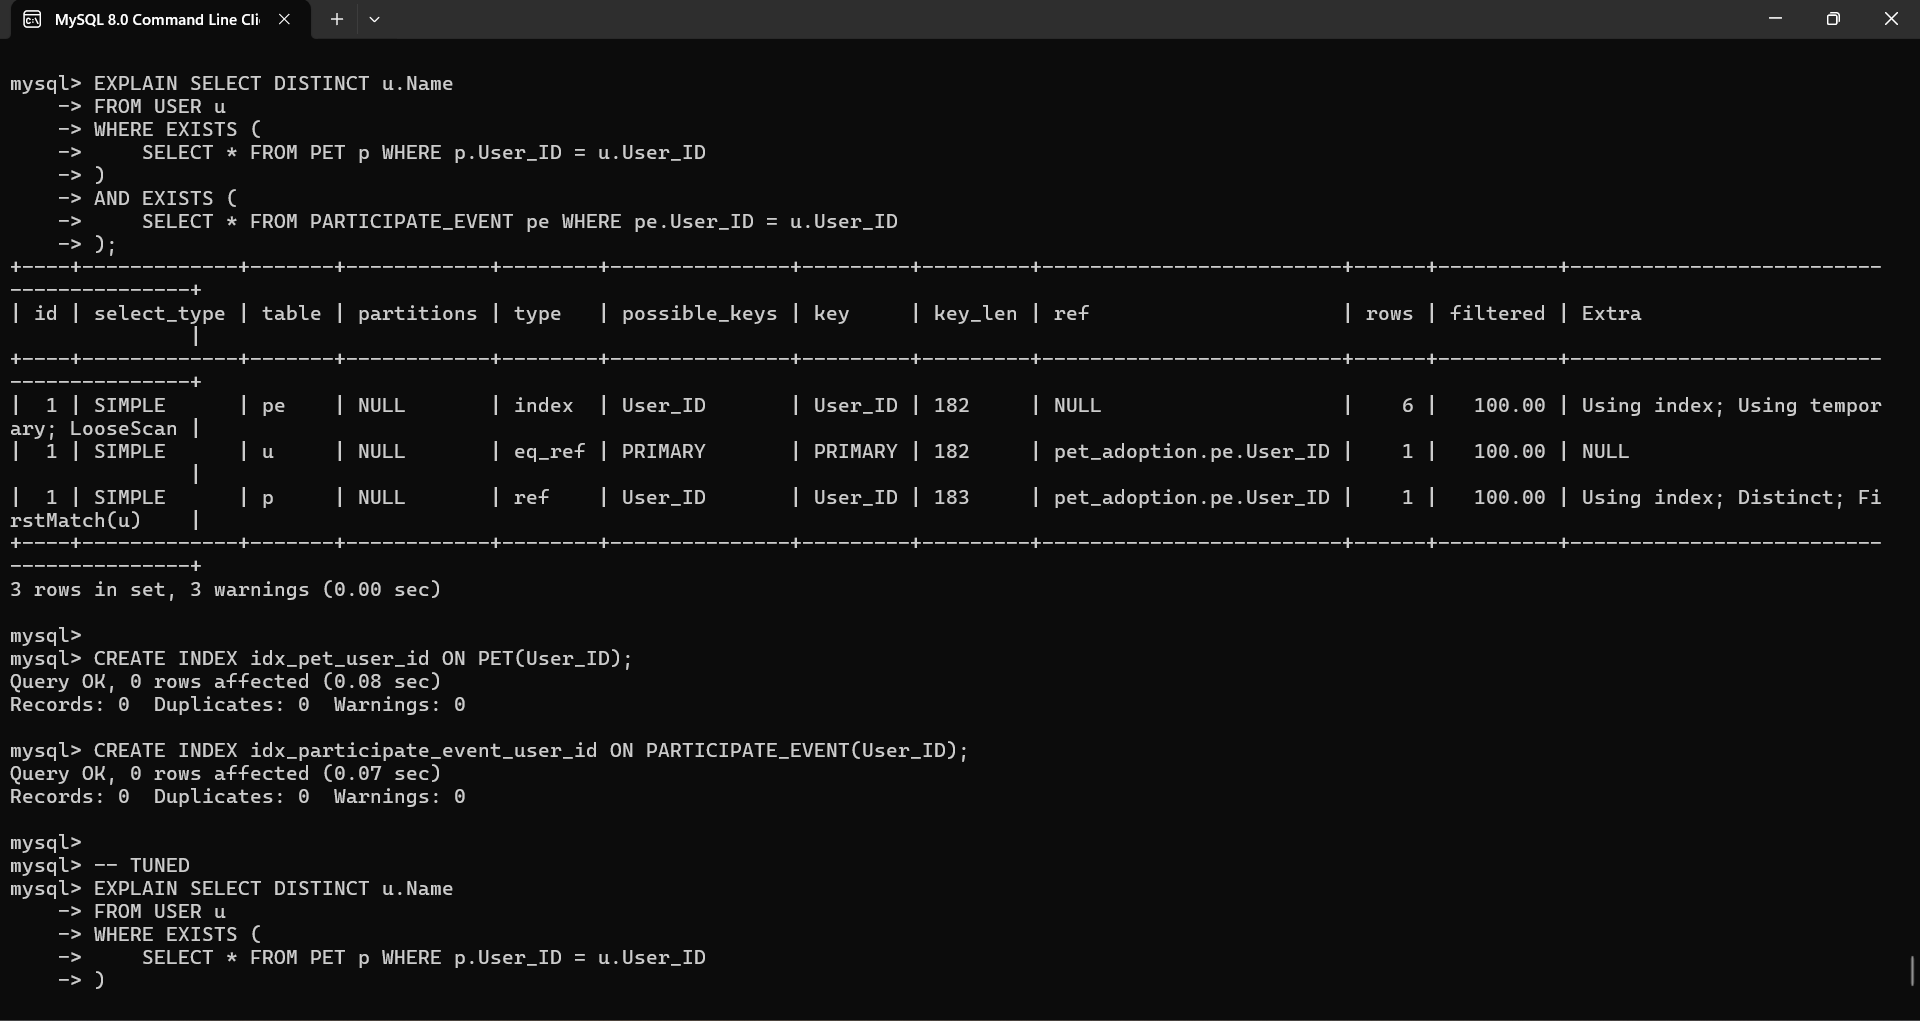 MySQL 8.0 Command Line Cli
mysql> EXPLAIN SELECT DISTINCT u.Name
    -> FROM USER u
    -> WHERE EXISTS (
    ->     SELECT * FROM PET p WHERE p.User_ID = u.User_ID
    -> )
    -> AND EXISTS (
    ->     SELECT * FROM PARTICIPATE_EVENT pe WHERE pe.User_ID = u.User_ID
    -> );
+----+-------------+-------+------------+--------+---------------+---------+---------+-------------------------+------+----------+--------------------------
---------------+
| id | select_type | table | partitions | type   | possible_keys | key     | key_len | ref                     | rows | filtered | Extra
               |
+----+-------------+-------+------------+--------+---------------+---------+---------+-------------------------+------+----------+--------------------------
---------------+
|  1 | SIMPLE      | pe    | NULL       | index  | User_ID       | User_ID | 182     | NULL                    |    6 |   100.00 | Using index; Using tempor
ary; LooseScan |
|  1 | SIMPLE      | u     | NULL       | eq_ref | PRIMARY       | PRIMARY | 182     | pet_adoption.pe.User_ID |    1 |   100.00 | NULL
               |
|  1 | SIMPLE      | p     | NULL       | ref    | User_ID       | User_ID | 183     | pet_adoption.pe.User_ID |    1 |   100.00 | Using index; Distinct; Fi
rstMatch(u)    |
+----+-------------+-------+------------+--------+---------------+---------+---------+-------------------------+------+----------+--------------------------
---------------+
3 rows in set, 3 warnings (0.00 sec)

mysql>
mysql> CREATE INDEX idx_pet_user_id ON PET(User_ID);
Query OK, 0 rows affected (0.08 sec)
Records: 0  Duplicates: 0  Warnings: 0

mysql> CREATE INDEX idx_participate_event_user_id ON PARTICIPATE_EVENT(User_ID);
Query OK, 0 rows affected (0.07 sec)
Records: 0  Duplicates: 0  Warnings: 0

mysql>
mysql> -- TUNED
mysql> EXPLAIN SELECT DISTINCT u.Name
    -> FROM USER u
    -> WHERE EXISTS (
    ->     SELECT * FROM PET p WHERE p.User_ID = u.User_ID
    -> )